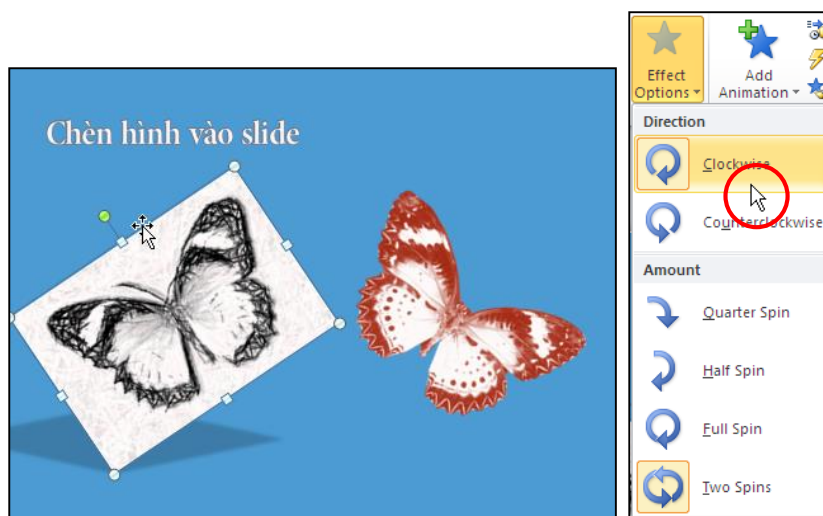 Chèn hình vào slide
Effect
Options
Add
Animation
Direction
Clockwise
Counterclockwise
Amount
Quarter Spin
Half Spin
Full Spin
Two Spins